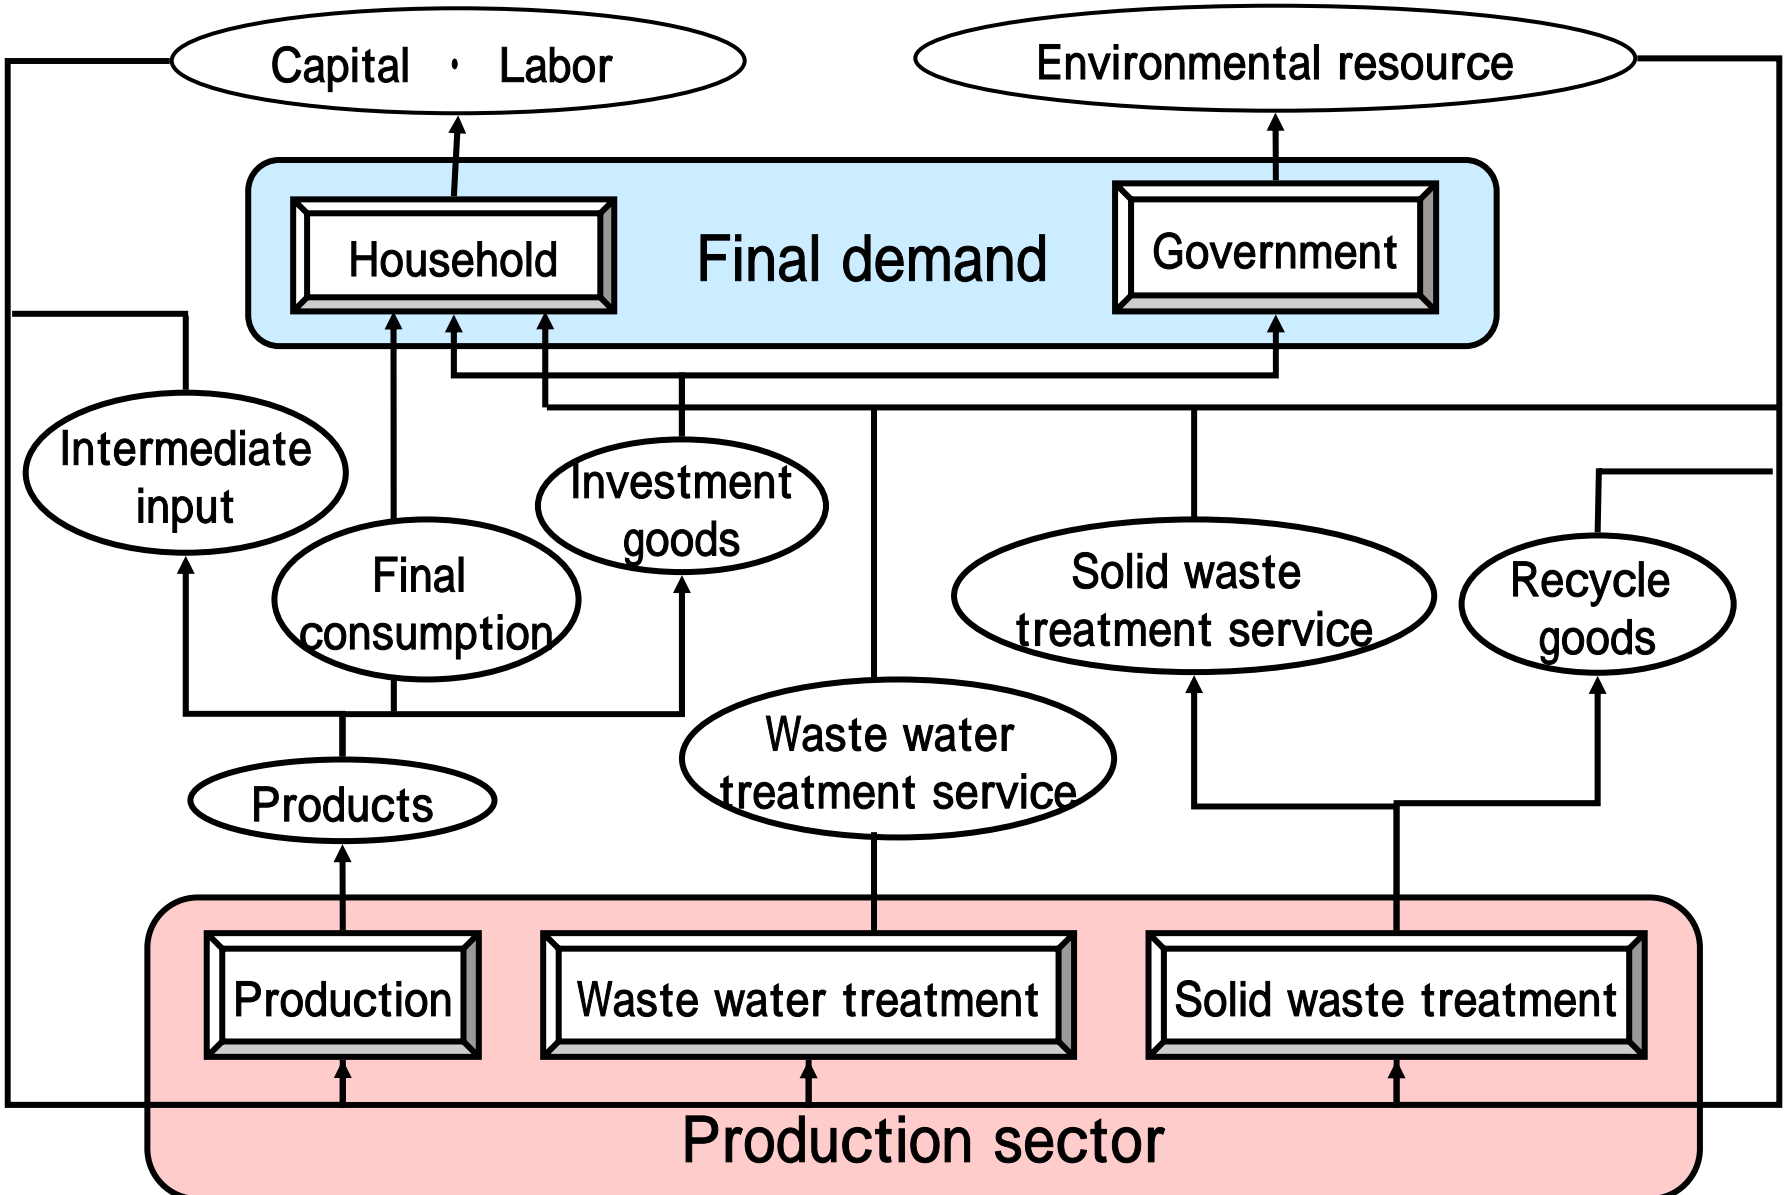 Capital ・ Labor
Environmental resource
Household
Final demand
Government
Intermediate
input
Investment
goods
Final
consumption
Solid waste
treatment service
Recycle
goods
Waste water
treatment service
Products
Production
Waste water treatment
Solid waste treatment
Production sector